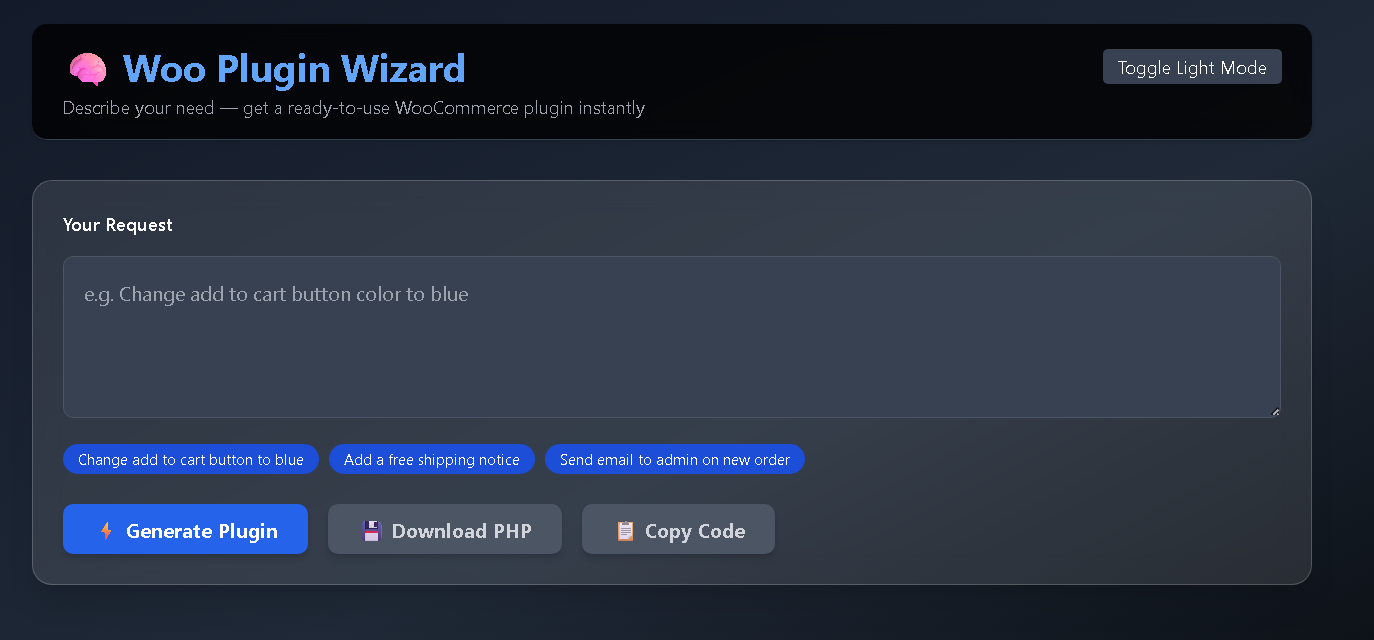 Woo Plugin Wizard
Toggle Light Mode
Describe your need — get a ready-to-use WooCommerce plugin instantly
Your Request
e.g. Change add to cart button color to blue
Change add to cart button to blue
Add a free shipping notice
Send email to admin on new order
Generate Plugin
Download PHP
Copy Code